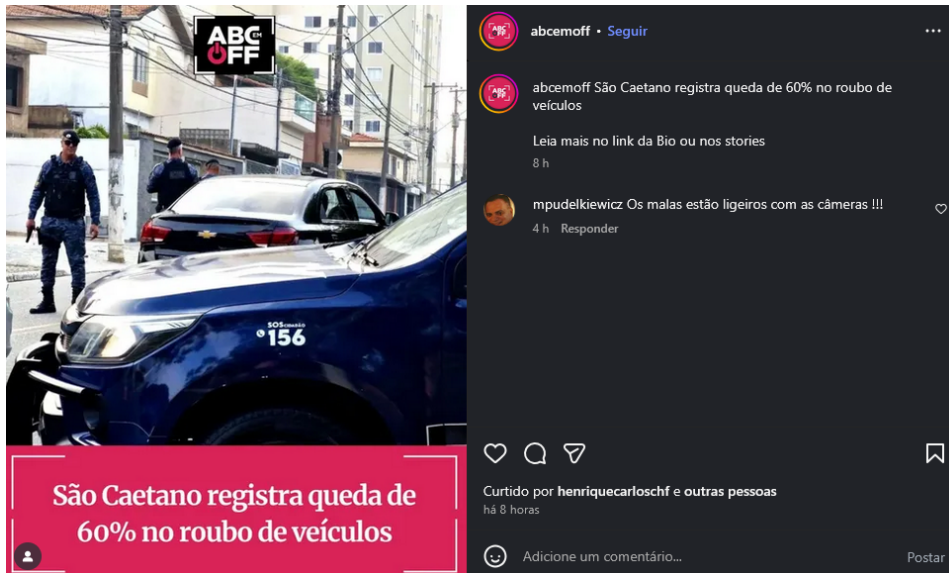 ABC
EM
OFF
SOS CIDADÃO
156
São Caetano registra queda de
60% no roubo de veículos
abcemoff • Seguir
abcemoff São Caetano registra queda de 60% no roubo de
veículos
Leia mais no link da Bio ou nos stories
8 h
mpudelkiewicz Os malas estão ligeiros com as câmeras !!!
4 h Responder
Curtido por henriquecarloschf e outras pessoas
há 8 horas
Adicione um comentário...
Postar